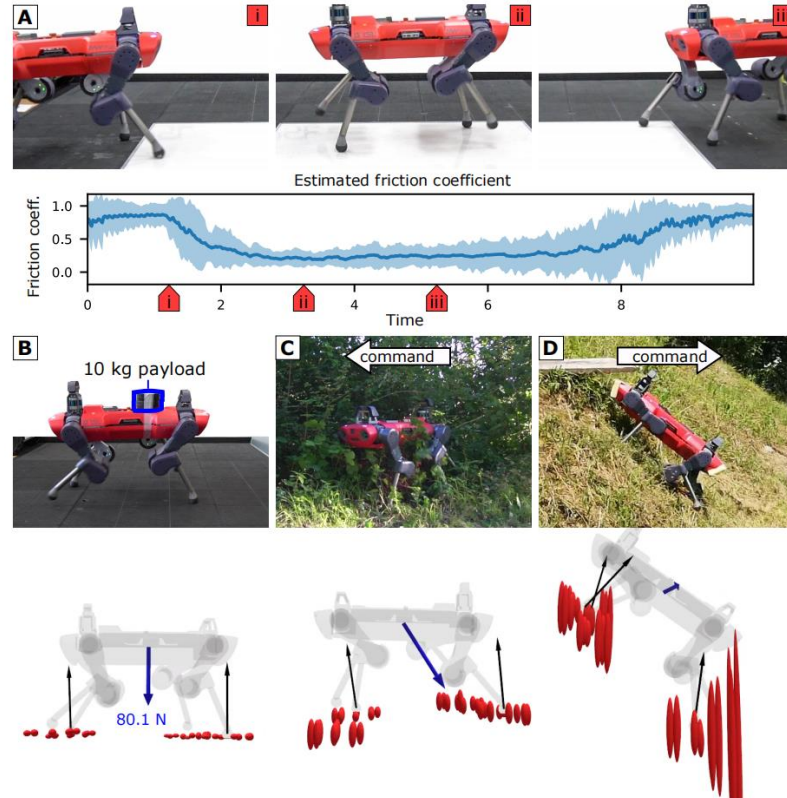 A
i
ii
iii
Estimated friction coefficient
Friction coeff.
1.0
0.5
0.0
0
2
4
6
8
i
ii
iii
Time
B
10 kg payload
C
command
D
command
80.1 N